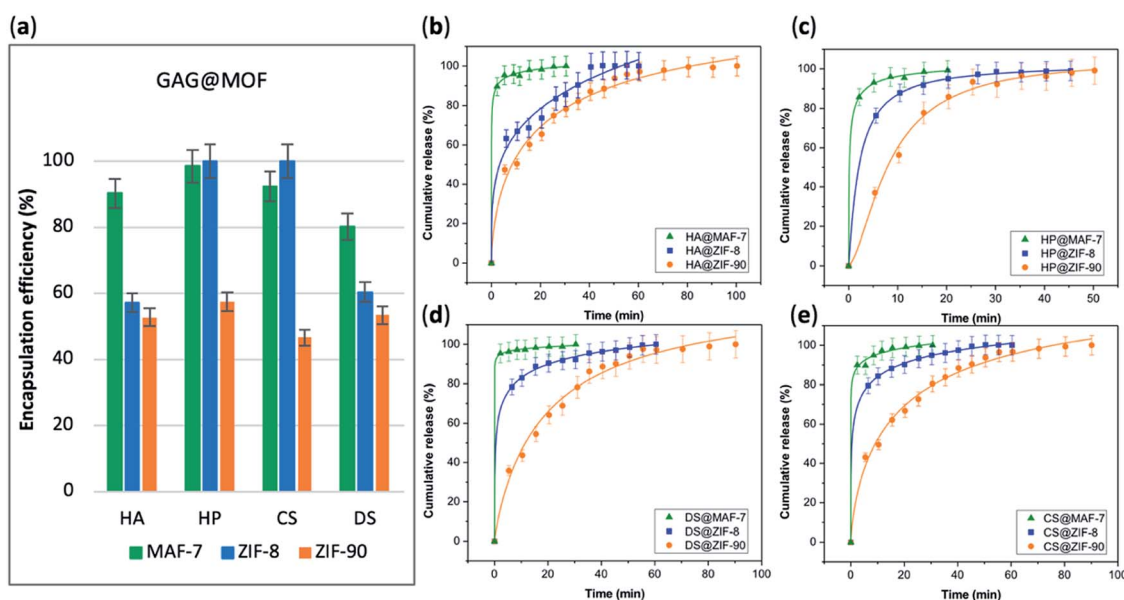 (a)
GAG@MOF
Encapsulation efficiency (%)
100
80
60
40
20
0
HA HP CS DS
MAF-7 ZIF-8 ZIF-90
(b)
Cumulative release (%)
100
80
60
40
20
0
HA@MAF-7
HA@ZIF-8
HA@ZIF-90
0 20 40 60 80 100
Time (min)
(c)
Cumulative release (%)
100
80
60
40
20
0
HP@MAF-7
HP@ZIF-8
HP@ZIF-90
0 10 20 30 40 50
Time (min)
(d)
Cumulative release (%)
100
80
60
40
20
0
DS@MAF-7
DS@ZIF-8
DS@ZIF-90
0 20 40 60 80 100
Time (min)
(e)
Cumulative release (%)
100
80
60
40
20
0
CS@MAF-7
CS@ZIF-8
CS@ZIF-90
0 20 40 60 80 100
Time (min)